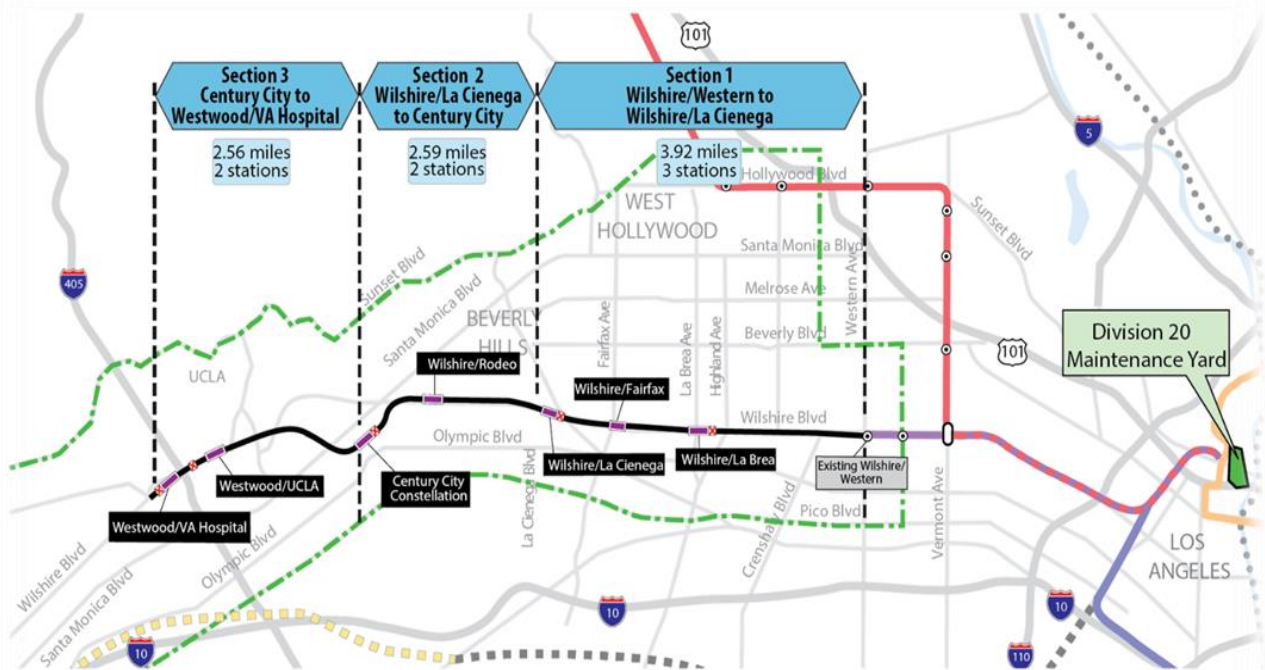 101
Section 3
Century City to
Westwood/VA Hospital
Section 2
Wilshire/La Cienega
to Century City
Section 1
Wilshire/Western to
Wilshire/La Cienega
2.56 miles
2 stations
2.59 miles
2 stations
3.92 miles
3 stations
5
Hollywood Blvd
WEST
HOLLYWOOD
Sunset Blvd
Santa Monica Blvd
Sunset Blvd
405
Melrose Ave
Western Ave
Santa Monica Blvd
BEVERLY
HILLS
Fairfax Ave
La Brea Ave
Highland Ave
Beverly Blvd
101
Division 20
Maintenance Yard
UCLA
Wilshire/Rodeo
Wilshire/Fairfax
Wilshire Blvd
Olympic Blvd
Wilshire/La Cienega
Wilshire/La Brea
Existing Wilshire/
Western
Westwood/UCLA
Century City
Constellation
La Cienega Blvd
Crenshaw Blvd
Pico Blvd
Vermont Ave
Westwood/VA Hospital
Wilshire Blvd
Santa Monica Blvd
Olympic Blvd
LOS
ANGELES
10
10
10
110